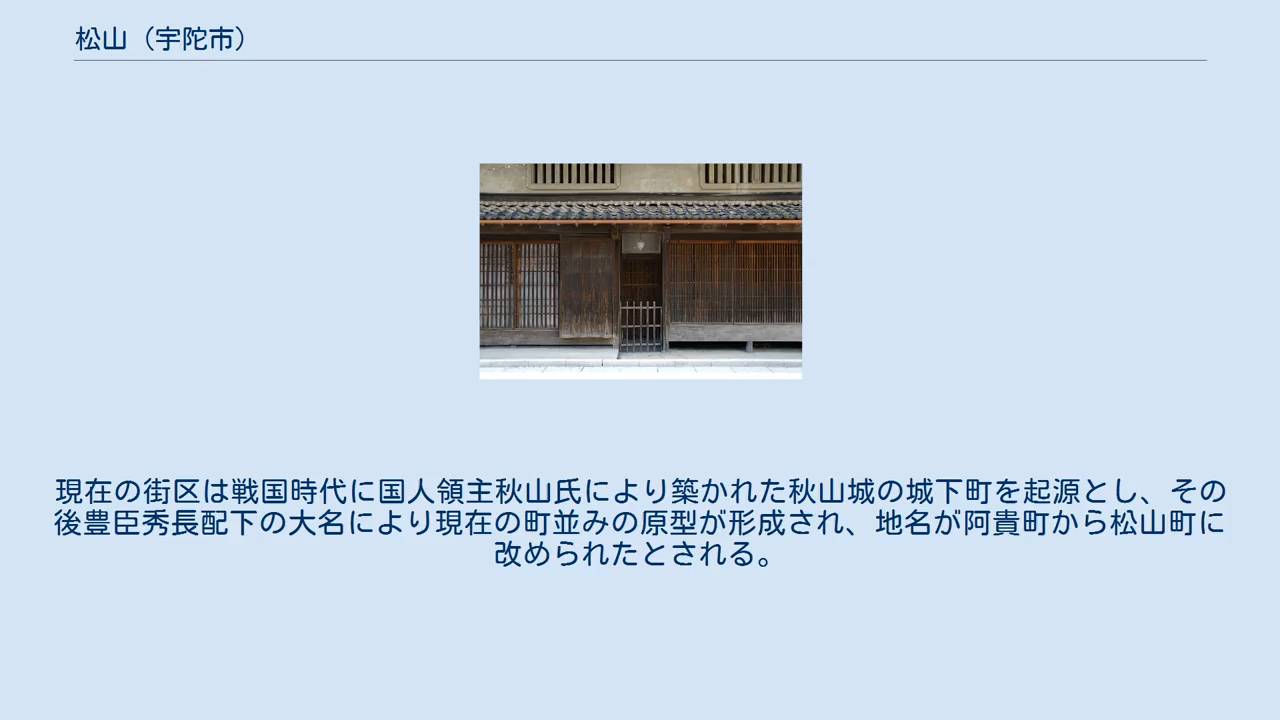 松山（宇陀市）
現在の街区は戦国時代に国人領主秋山氏により築かれた秋山城の城下町を起源とし、その
後豊臣秀長配下の大名により現在の町並みの原型が形成され、地名が阿貴町から松山町に
改められたとされる。